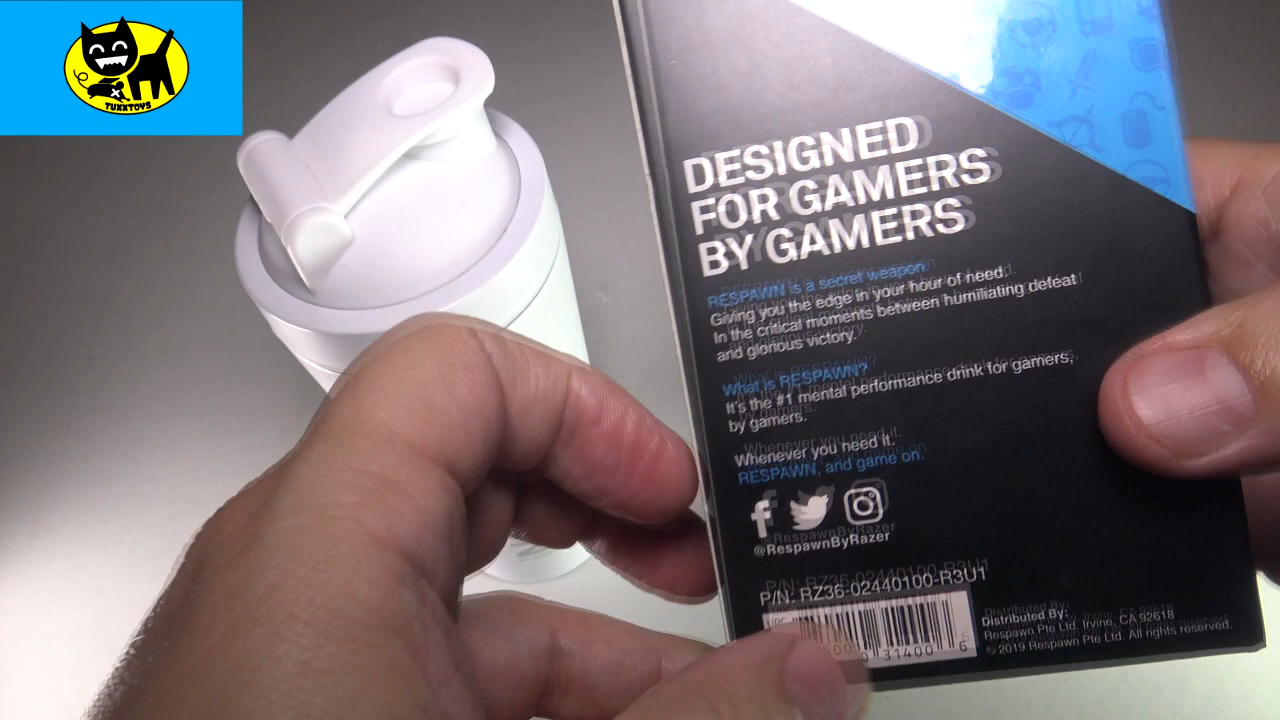 TUXXTOYS
DESIGNED
FOR GAMERS
BY GAMERS
RESPAWN is a secret weapon.
Giving you the edge in your hour of need.
In the critical moments between humiliating defeat
and glorious victory.
What is RESPAWN?
It's the #1 mental performance drink for gamers,
by gamers.
Whenever you need it.
RESPAWN, and game on.
@RespawnByRazer
P/N: RZ36-02440100-R3U1
UPC
31400 6
Distributed By:
Respawn Pte Ltd. Irvine, CA 92618
© 2019 Respawn Pte Ltd. All rights reserved.